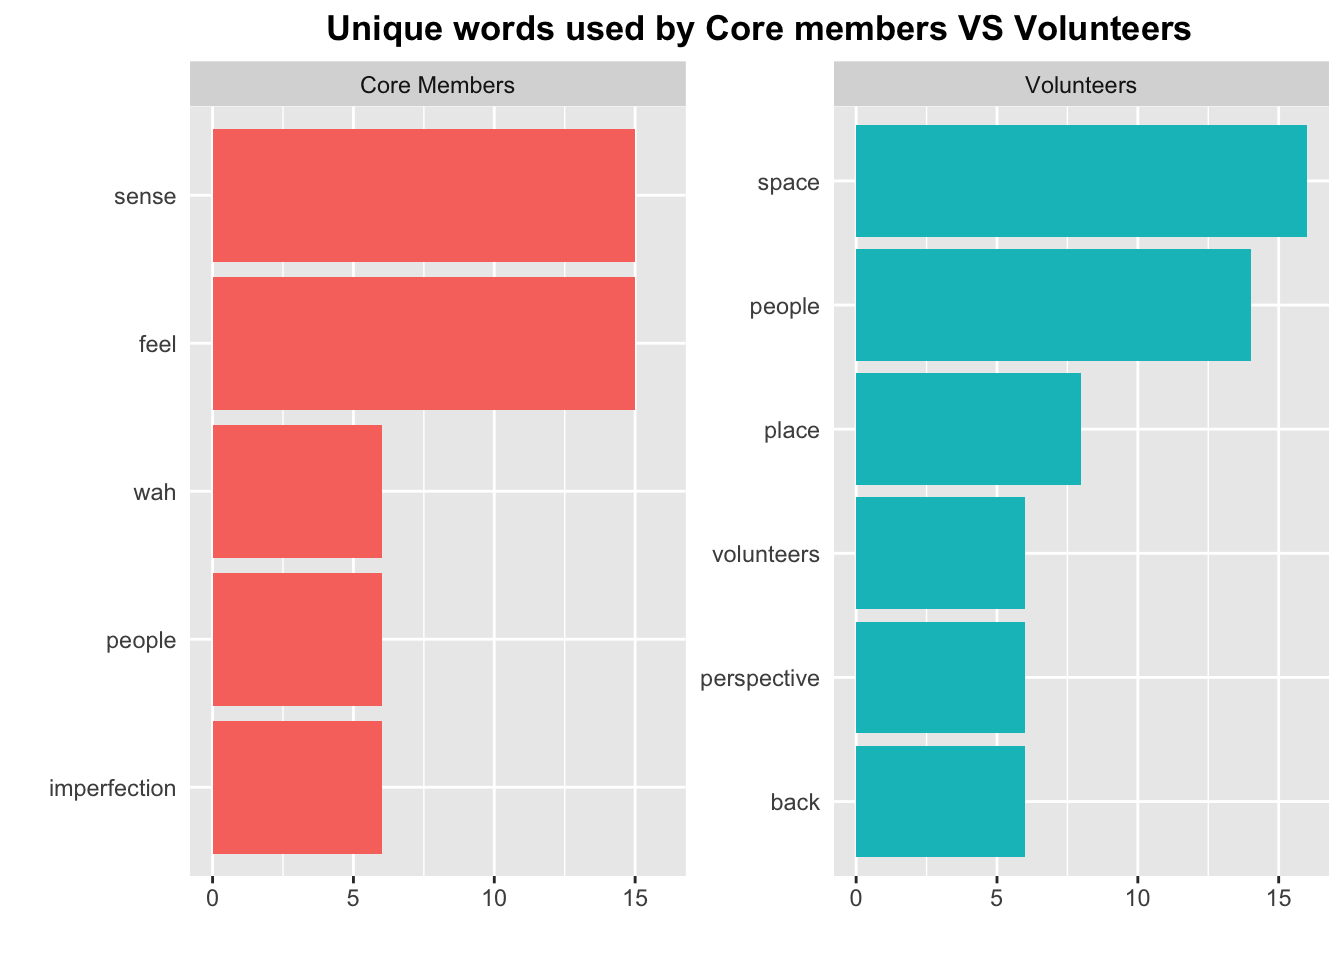 Unique words used by Core members VS Volunteers
Core Members
sense
feel
wah
people
imperfection
0 5 10 15
Volunteers
space
people
place
volunteers
perspective
back
0 5 10 15